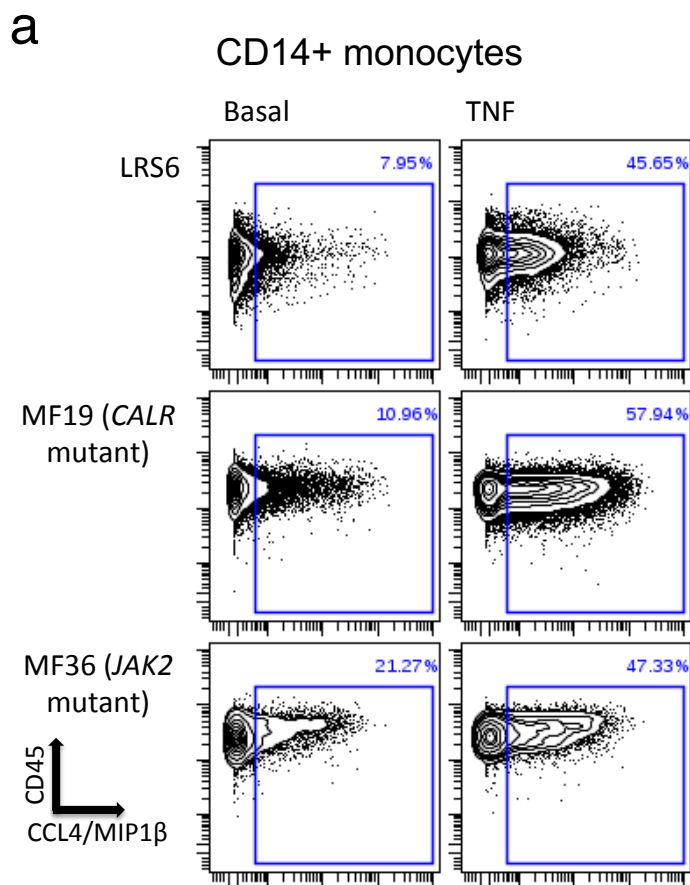 a
CD14+ monocytes
Basal
TNF
LRS6
7.95%
45.65%
MF19 (CALR
mutant)
10.96%
57.94%
MF36 (JAK2
mutant)
21.27%
47.33%
CD45
CCL4/MIP1β